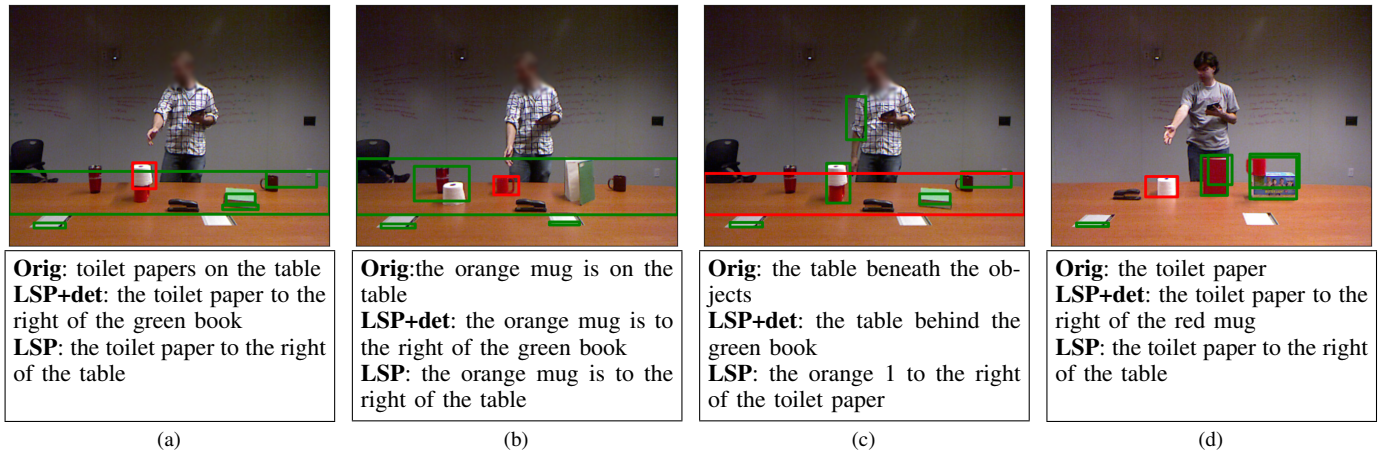 Orig: toilet papers on the table
LSP+det: the toilet paper to the
right of the green book
LSP: the toilet paper to the right
of the table
(a)
Orig:the orange mug is on the
table
LSP+det: the orange mug is to
the right of the green book
LSP: the orange mug is to the
right of the table
(b)
Orig: the table beneath the ob-
jects
LSP+det: the table behind the
green book
LSP: the orange 1 to the right
of the toilet paper
(c)
Orig: the toilet paper
LSP+det: the toilet paper to the
right of the red mug
LSP: the toilet paper to the right
of the table
(d)